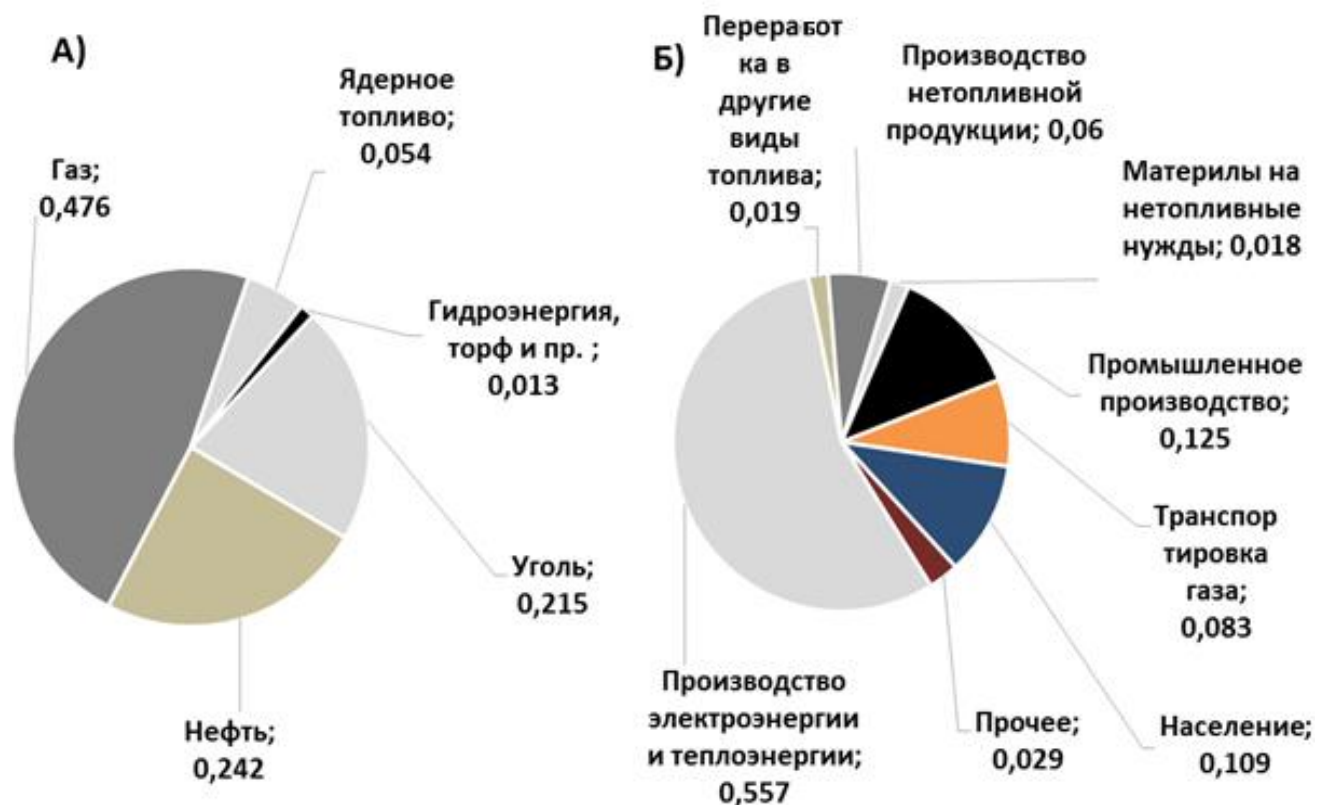 А)
Газ;
0,476
Ядерное
топливо;
0,054
Гидроэнергия,
торф и пр. ;
0,013
Уголь;
0,215
Нефть;
0,242
Б)
Переработ
ка в
другие
виды
топлива;
0,019
Производство
нетопливной
продукции; 0,06
Материлы на
нетопливные
нужды; 0,018
Промышленное
производство;
0,125
Транспор
тировка
газа;
0,083
Население;
0,109
Прочее;
0,029
Производство
электроэнергии
и теплоэнергии;
0,557